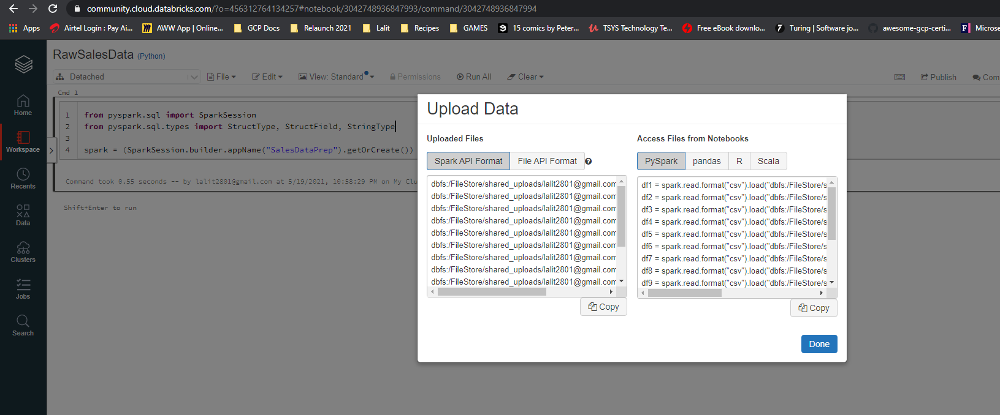 community.cloud.databricks.com/?o=456312764134257#notebook/3042748936847993/command/3042748936847994
Apps Airtel Login : Pay Ai... AWW App | Online... GCP Docs Relaunch 2021 Lalit Recipes GAMES 15 comics by Peter... TSYS Technology Te... Free eBook downlo... Turing | Software jo... awesome-gcp-certi... Microse
RawSalesData (Python)
Detached File Edit View: Standard Permissions Run All Clear Publish Com
Cmd 1
1 from pyspark.sql import SparkSession
2 from pyspark.sql.types import StructType, StructField, StringType
3
4 spark = (SparkSession.builder.appName("SalesDataPrep").getOrCreate())
Command took 0.55 seconds -- by lalit2801@gmail.com at 5/19/2021, 10:58:29 PM on My Clu
Shift+Enter to run
Home
Workspace
Recents
Data
Clusters
Jobs
Search
Upload Data
Uploaded Files
Spark API Format File API Format
dbfs:/FileStore/shared_uploads/lalit2801@gmail.com
dbfs:/FileStore/shared_uploads/lalit2801@gmail.com
dbfs:/FileStore/shared_uploads/lalit2801@gmail.com
dbfs:/FileStore/shared_uploads/lalit2801@gmail.com
dbfs:/FileStore/shared_uploads/lalit2801@gmail.com
dbfs:/FileStore/shared_uploads/lalit2801@gmail.com
dbfs:/FileStore/shared_uploads/lalit2801@gmail.com
dbfs:/FileStore/shared_uploads/lalit2801@gmail.com
dbfs:/FileStore/shared_uploads/lalit2801@gmail.com
Copy
Access Files from Notebooks
PySpark pandas R Scala
df1 = spark.read.format("csv").load("dbfs:/FileStore/s
df2 = spark.read.format("csv").load("dbfs:/FileStore/s
df3 = spark.read.format("csv").load("dbfs:/FileStore/s
df4 = spark.read.format("csv").load("dbfs:/FileStore/s
df5 = spark.read.format("csv").load("dbfs:/FileStore/s
df6 = spark.read.format("csv").load("dbfs:/FileStore/s
df7 = spark.read.format("csv").load("dbfs:/FileStore/s
df8 = spark.read.format("csv").load("dbfs:/FileStore/s
df9 = spark.read.format("csv").load("dbfs:/FileStore/s
Copy
Done